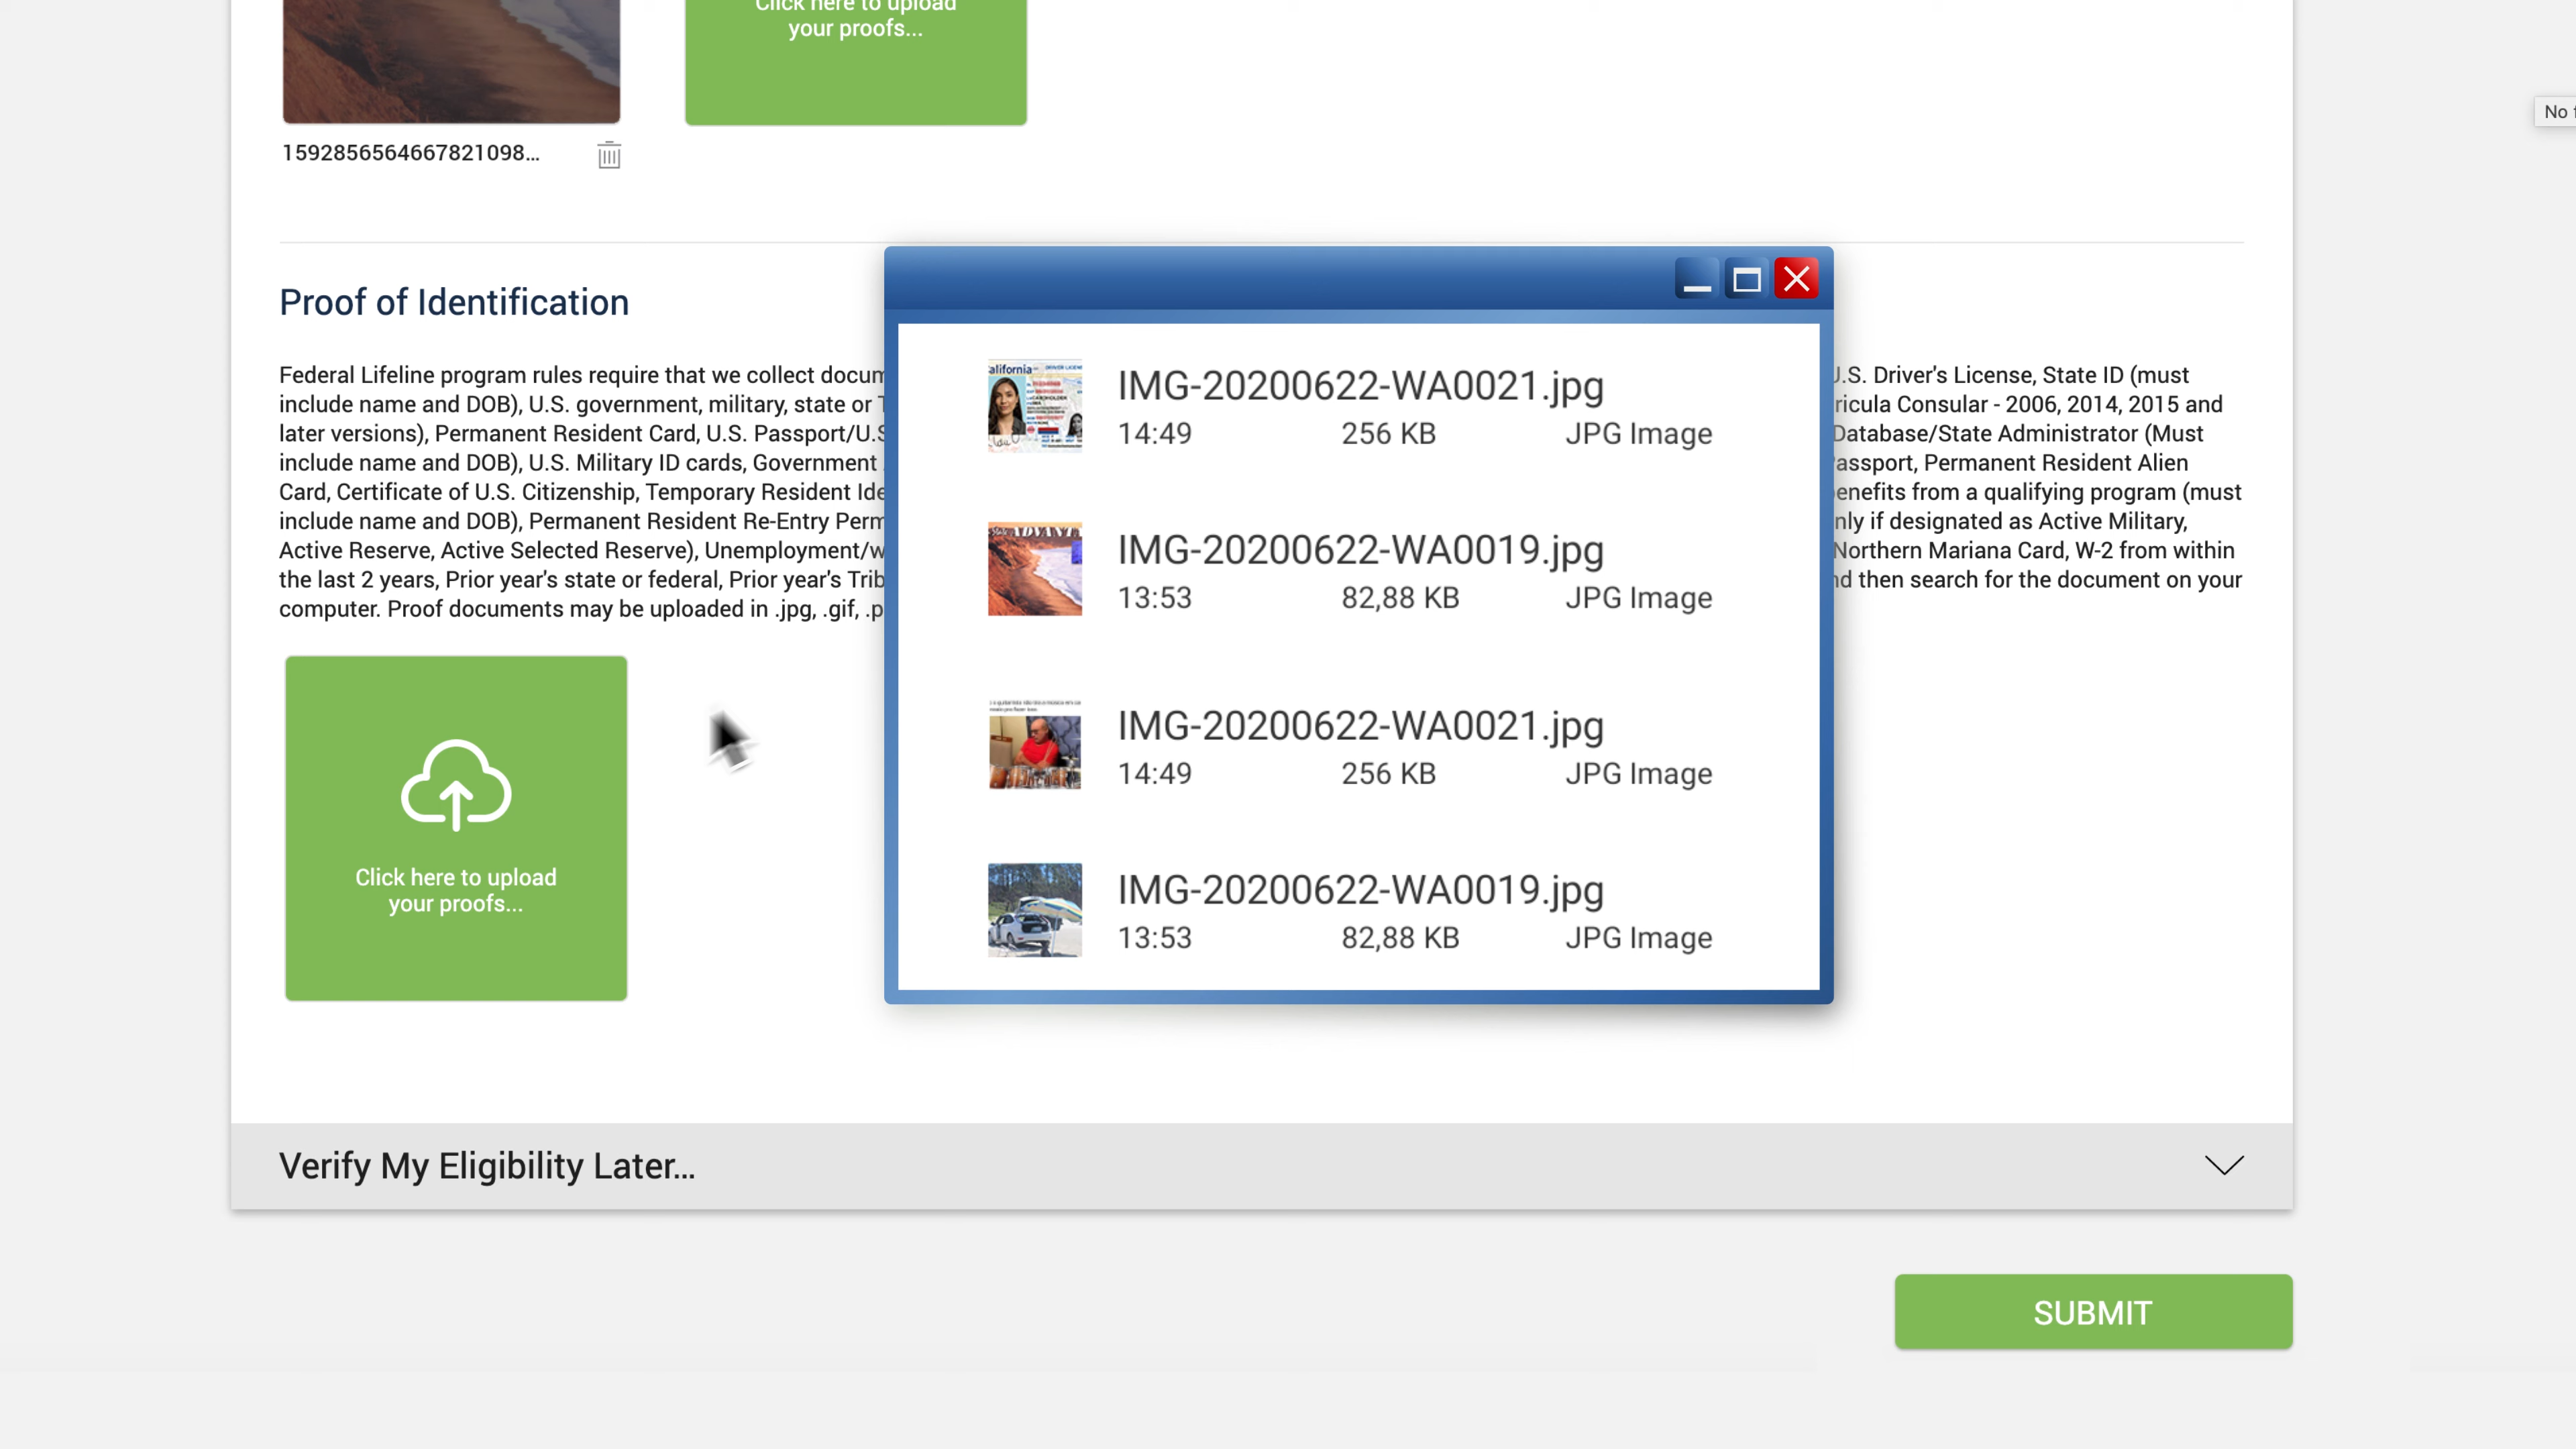 Click here to upload
your proofs...
1592856564667821098...
No
Proof of Identification
Federal Lifeline program rules require that we collect docum
include name and DOB), U.S. government, military, state or T
later versions), Permanent Resident Card, U.S. Passport/U.S
include name and DOB), U.S. Military ID cards, Government
Card, Certificate of U.S. Citizenship, Temporary Resident Ide
include name and DOB), Permanent Resident Re-Entry Perm
Active Reserve, Active Selected Reserve), Unemployment/w
the last 2 years, Prior year's state or federal, Prior year's Trib
computer. Proof documents may be uploaded in .jpg, .gif, .p
IMG-20200622-WA0021.jpg
14:49 256 KB JPG Image
IMG-20200622-WA0019.jpg
13:53 82,88 KB JPG Image
IMG-20200622-WA0021.jpg
14:49 256 KB JPG Image
IMG-20200622-WA0019.jpg
13:53 82,88 KB JPG Image
U.S. Driver's License, State ID (must
ricula Consular - 2006, 2014, 2015 and
Database/State Administrator (Must
assport, Permanent Resident Alien
enefits from a qualifying program (must
nly if designated as Active Military,
Northern Mariana Card, W-2 from within
nd then search for the document on your
Click here to upload
your proofs...
Verify My Eligibility Later...
SUBMIT